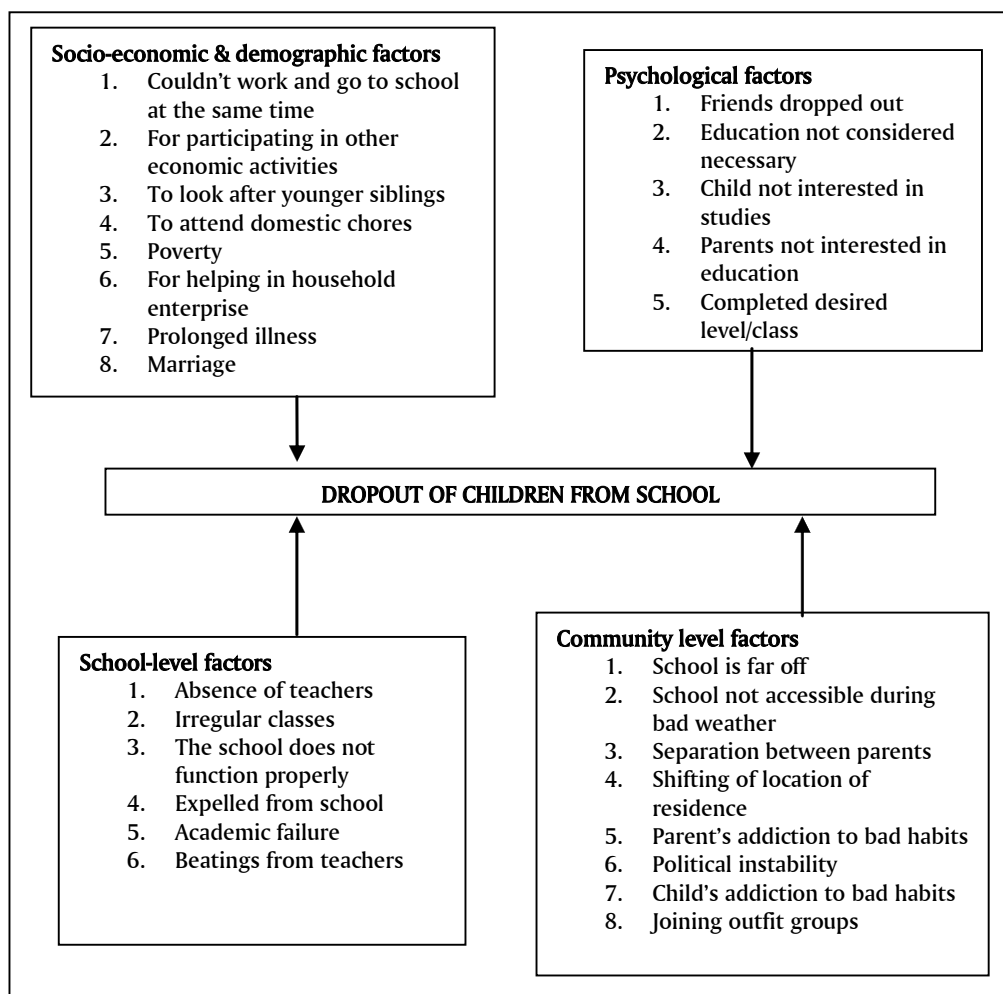 Socio-economic & demographic factors
1. Couldn't work and go to school
at the same time
2. For participating in other
economic activities
3. To look after younger siblings
4. To attend domestic chores
5. Poverty
6. For helping in household
enterprise
7. Prolonged illness
8. Marriage
Psychological factors
1. Friends dropped out
2. Education not considered
necessary
3. Child not interested in
studies
4. Parents not interested in
education
5. Completed desired
level/class
DROPOUT OF CHILDREN FROM SCHOOL
School-level factors
1. Absence of teachers
2. Irregular classes
3. The school does not
function properly
4. Expelled from school
5. Academic failure
6. Beatings from teachers
Community level factors
1. School is far off
2. School not accessible during
bad weather
3. Separation between parents
4. Shifting of location of
residence
5. Parent's addiction to bad habits
6. Political instability
7. Child's addiction to bad habits
8. Joining outfit groups